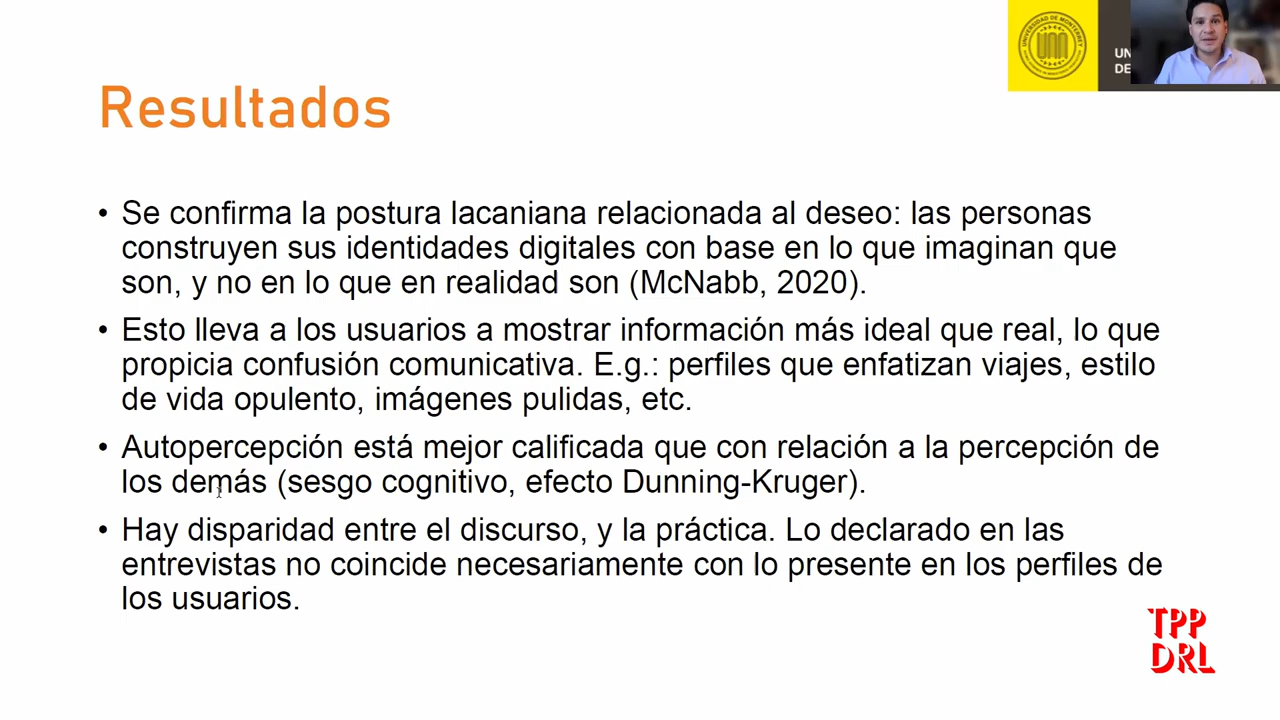 UNIVERSIDAD DE MONTERREY
UN
DE
Resultados
• Se confirma la postura lacaniana relacionada al deseo: las personas
construyen sus identidades digitales con base en lo que imaginan que
son, y no en lo que en realidad son (McNabb, 2020).
• Esto lleva a los usuarios a mostrar información más ideal que real, lo que
propicia confusión comunicativa. E.g.: perfiles que enfatizan viajes, estilo
de vida opulento, imágenes pulidas, etc.
• Autopercepción está mejor calificada que con relación a la percepción de
los demás (sesgo cognitivo, efecto Dunning-Kruger).
• Hay disparidad entre el discurso, y la práctica. Lo declarado en las
entrevistas no coincide necesariamente con lo presente en los perfiles de
los usuarios.
TPP
DRL